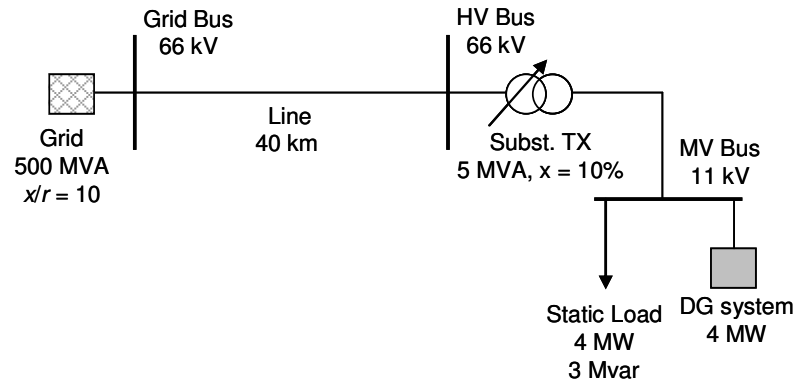 Grid Bus
66 kV
HV Bus
66 kV
Line
40 km
Grid
500 MVA
x/r = 10
Subst. TX
5 MVA, x = 10%
MV Bus
11 kV
Static Load
4 MW
3 Mvar
DG system
4 MW